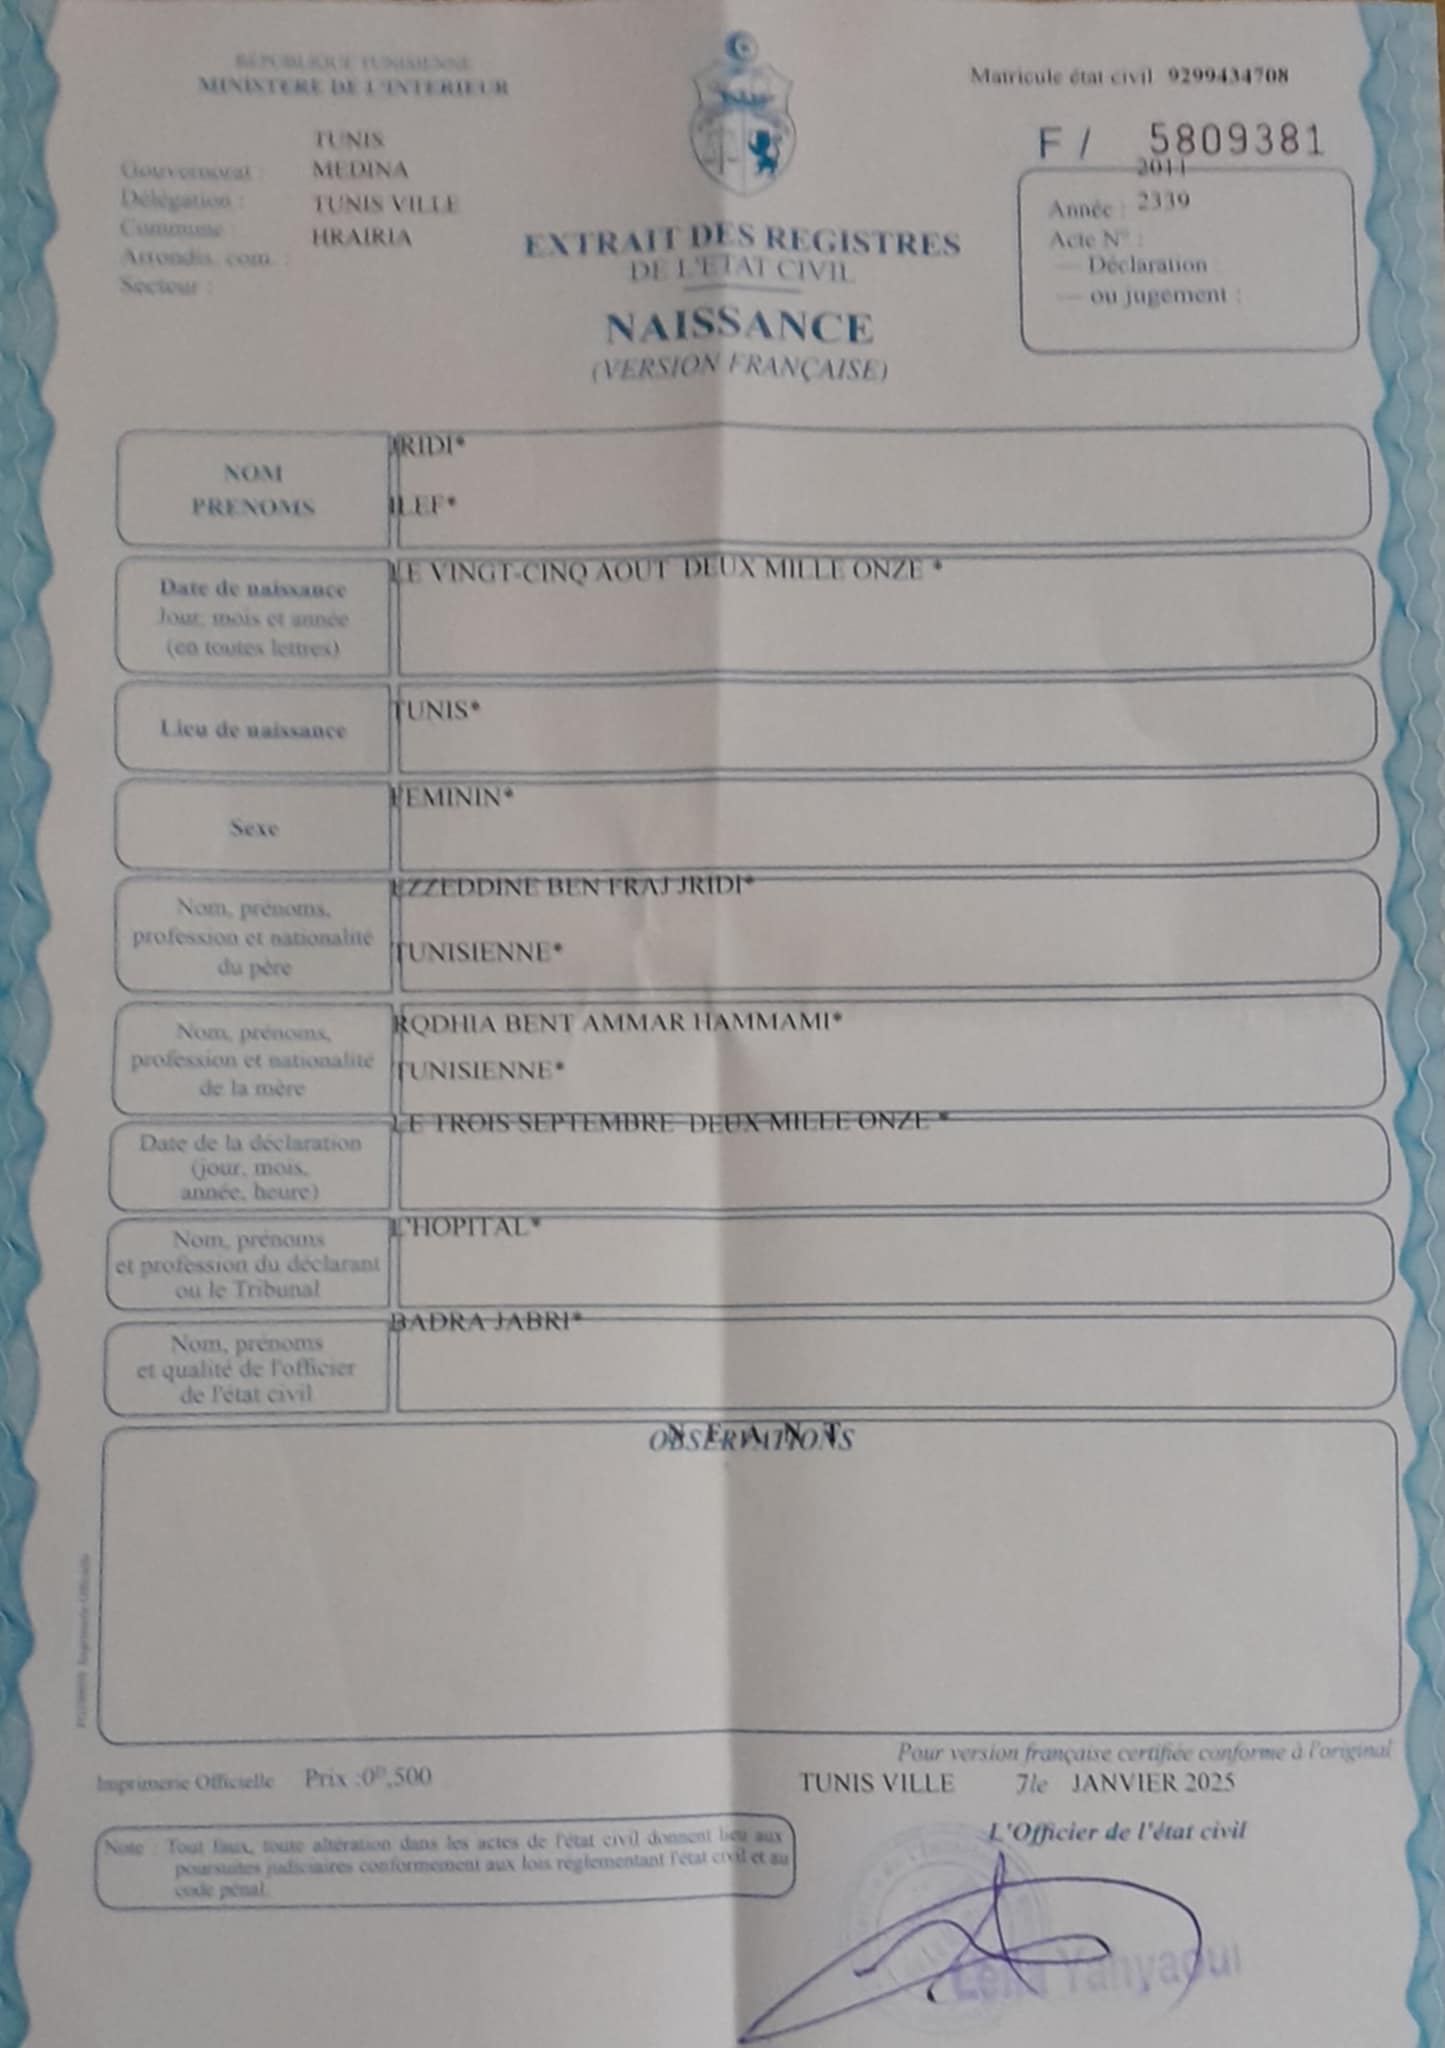 RÉPUBLIQUE TUNISIENNE
MINISTERE DE L'INTERIEUR
Matricule état civil 9299434708
F / 5809381
TUNIS
Gouvernorat : MEDINA
Délégation : TUNIS VILLE
Commune : HRAIRIA
Arrondis. com. :
Secteur :
2011
Année : 2339
Acte N° :
— Déclaration
— ou jugement :
EXTRAIT DES REGISTRES
DE L'ÉTAT CIVIL
NAISSANCE
(VERSION FRANÇAISE)
NOM JRIDI*
PRENOMS ILEF*
Date de naissance LE VINGT-CINQ AOUT DEUX MILLE ONZE *
Jour, mois et année
(en toutes lettres)
Lieu de naissance TUNIS*
Sexe FEMININ*
Nom, prénoms, EZZEDDINE BEN FRAJ JRIDI*
profession et nationalité
du père TUNISIENNE*
Nom, prénoms, RQDHIA BENT AMMAR HAMMAMI*
profession et nationalité TUNISIENNE*
de la mère
Date de la déclaration LE TROIS SEPTEMBRE DEUX MILLE ONZE *
(jour, mois,
année, heure)
Nom, prénoms L'HOPITAL*
et profession du déclarant
ou le Tribunal
Nom, prénoms BADRA JABRI*
et qualité de l'officier
de l'état civil
OBSERVATIONS
N E A N T
Imprimerie Officielle
Pour version française certifiée conforme à l'original
Imprimerie Officielle Prix :0ᴰ,500
TUNIS VILLE 7le JANVIER 2025
L'Officier de l'état civil
Note : Tout faux, toute altération dans les actes de l'état civil donnent lieu aux
poursuites judiciaires conformement aux lois réglementant l'état civil et au
code pénal.
Leila Yahyaoui